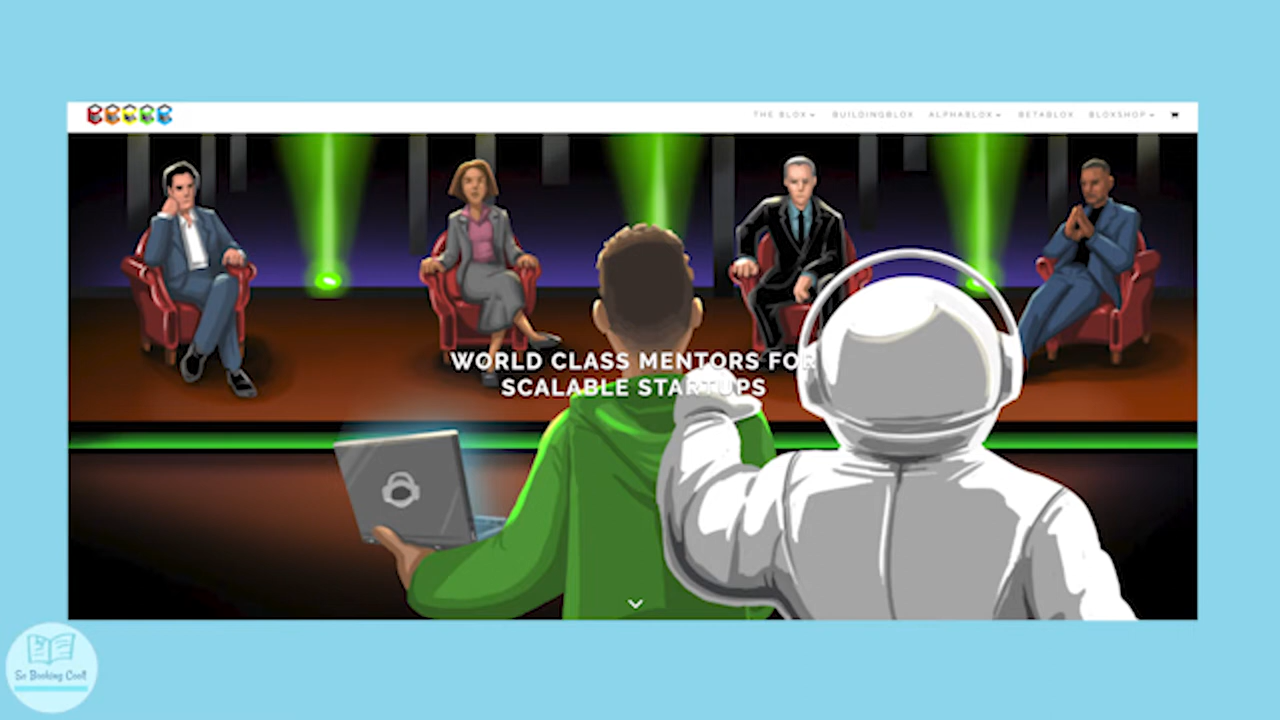 THE BLOX
BUILDINGBLOX
ALPHABLOX
BETABLOX
BLOXSHOP
WORLD CLASS MENTORS FOR
SCALABLE STARTUPS
So Booking Cool